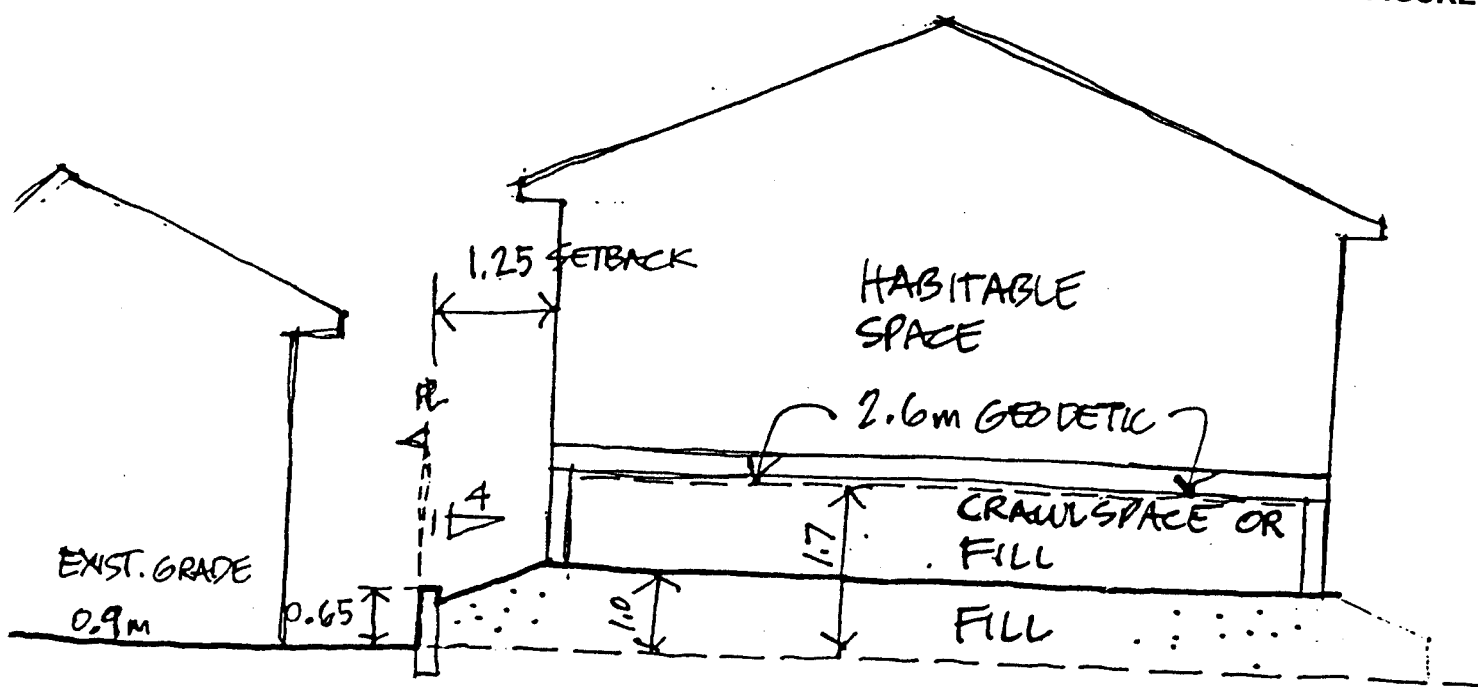 1.25 SETBACK
HABITABLE
SPACE
PL
2.6m GEODETIC
4
CRAWLSPACE OR
FILL
1.7
EXIST. GRADE
0.9m
0.65
1.0
FILL